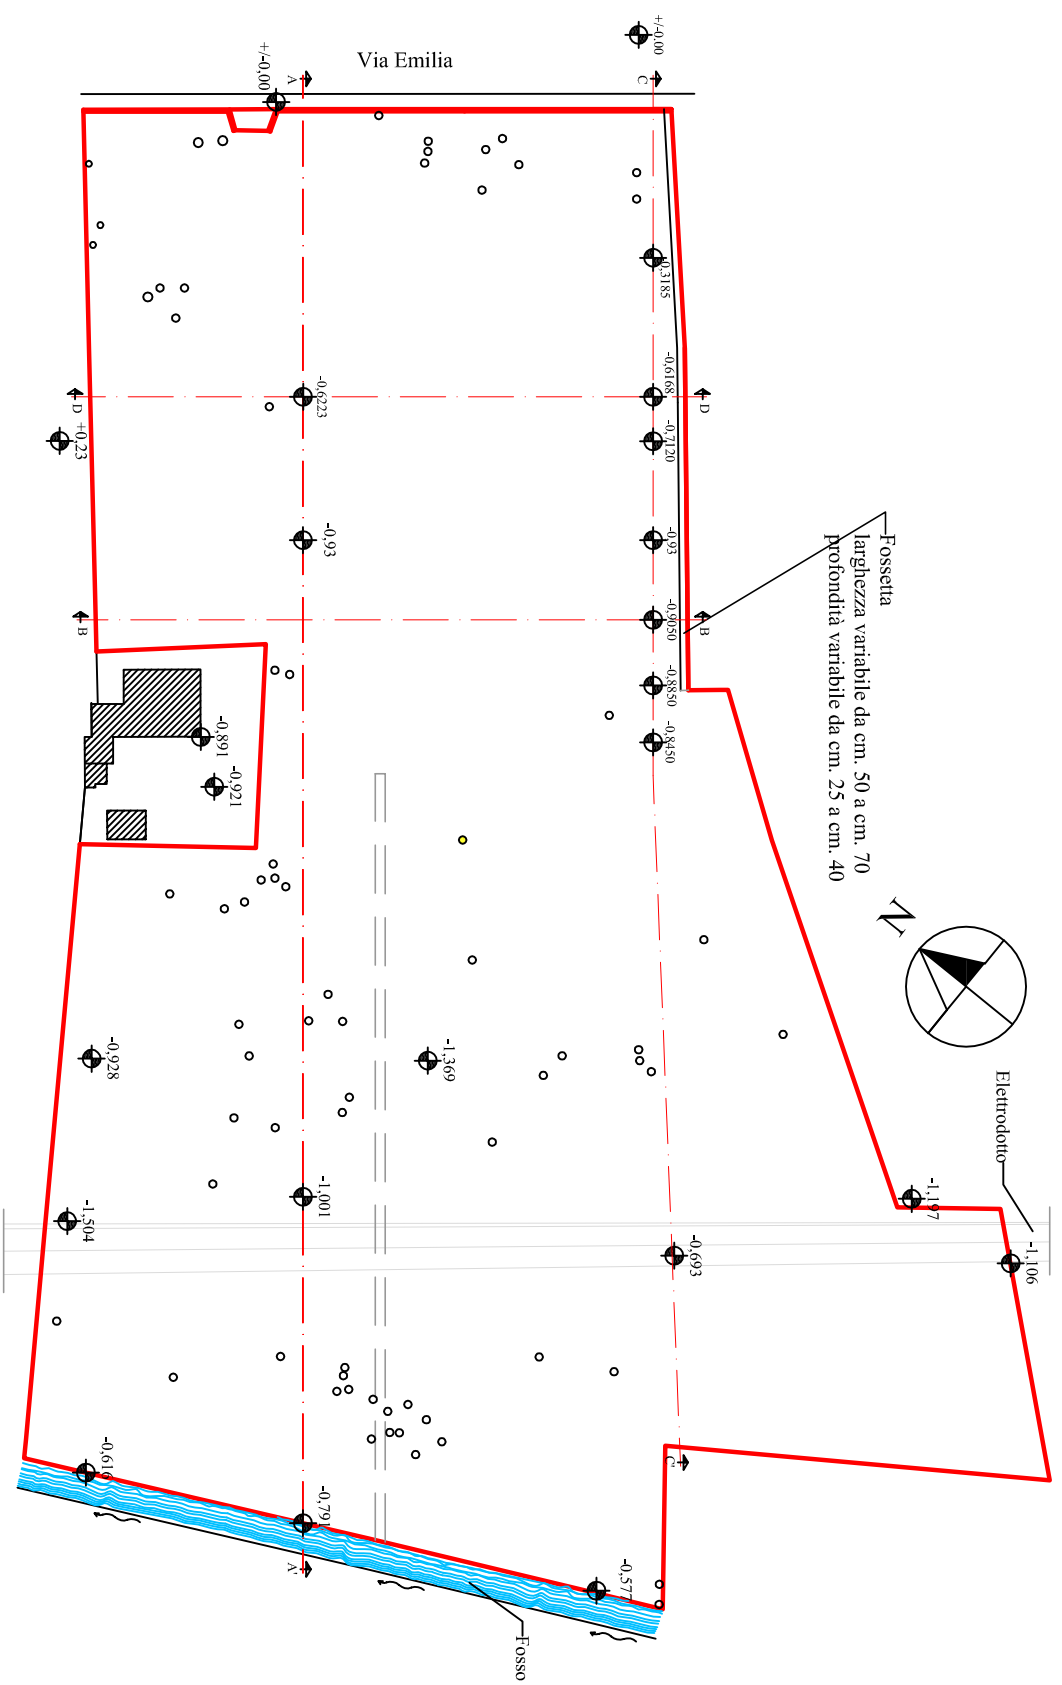 Via Emilia
+/-0,00
+/-0.00
A
C
-0,3185
-0,6223
-0,6168
D
D
+0,23
-0,7120
-0,93
-0,93
Fossetta
larghezza variabile da cm. 50 a cm. 70
profondità variabile da cm. 25 a cm. 40
B
-0,9050
B
-0,8850
-0,8450
-0,891
-0,921
N
-0,928
-1,369
Elettrodotto
-1,001
-1,197
-1,504
-0,693
-1,106
C'
-0,616
-0,791
A'
-0,577
Fosso